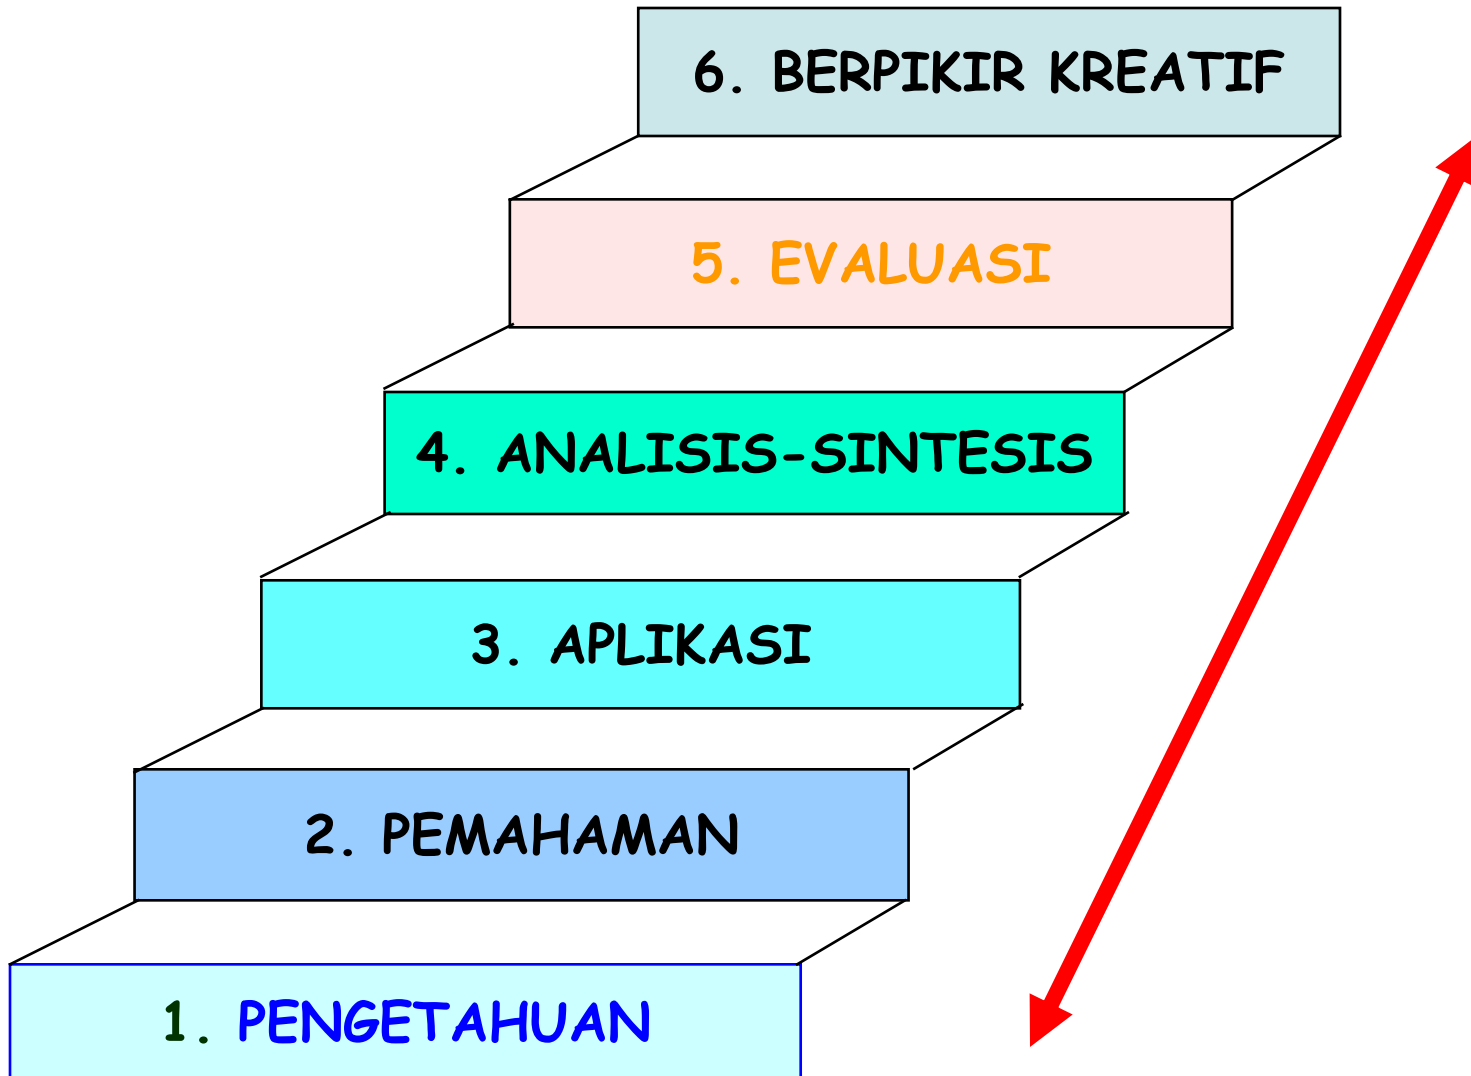 6. BERPIKIR KREATIF
5. EVALUASI
4. ANALISIS-SINTESIS
3. APLIKASI
2. PEMAHAMAN
1. PENGETAHUAN